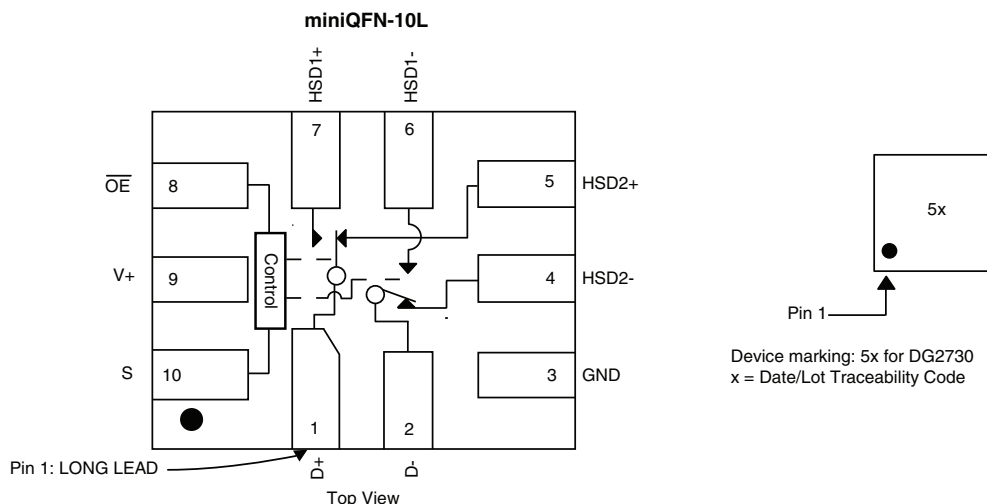 miniQFN-10L
HSD1+
HSD1-
7
6
OE
8
5
HSD2+
V+
9
Control
4
HSD2-
S
10
3
GND
1
2
Pin 1: LONG LEAD
D+
D-
Top View
5x
Pin 1
Device marking: 5x for DG2730
x = Date/Lot Traceability Code